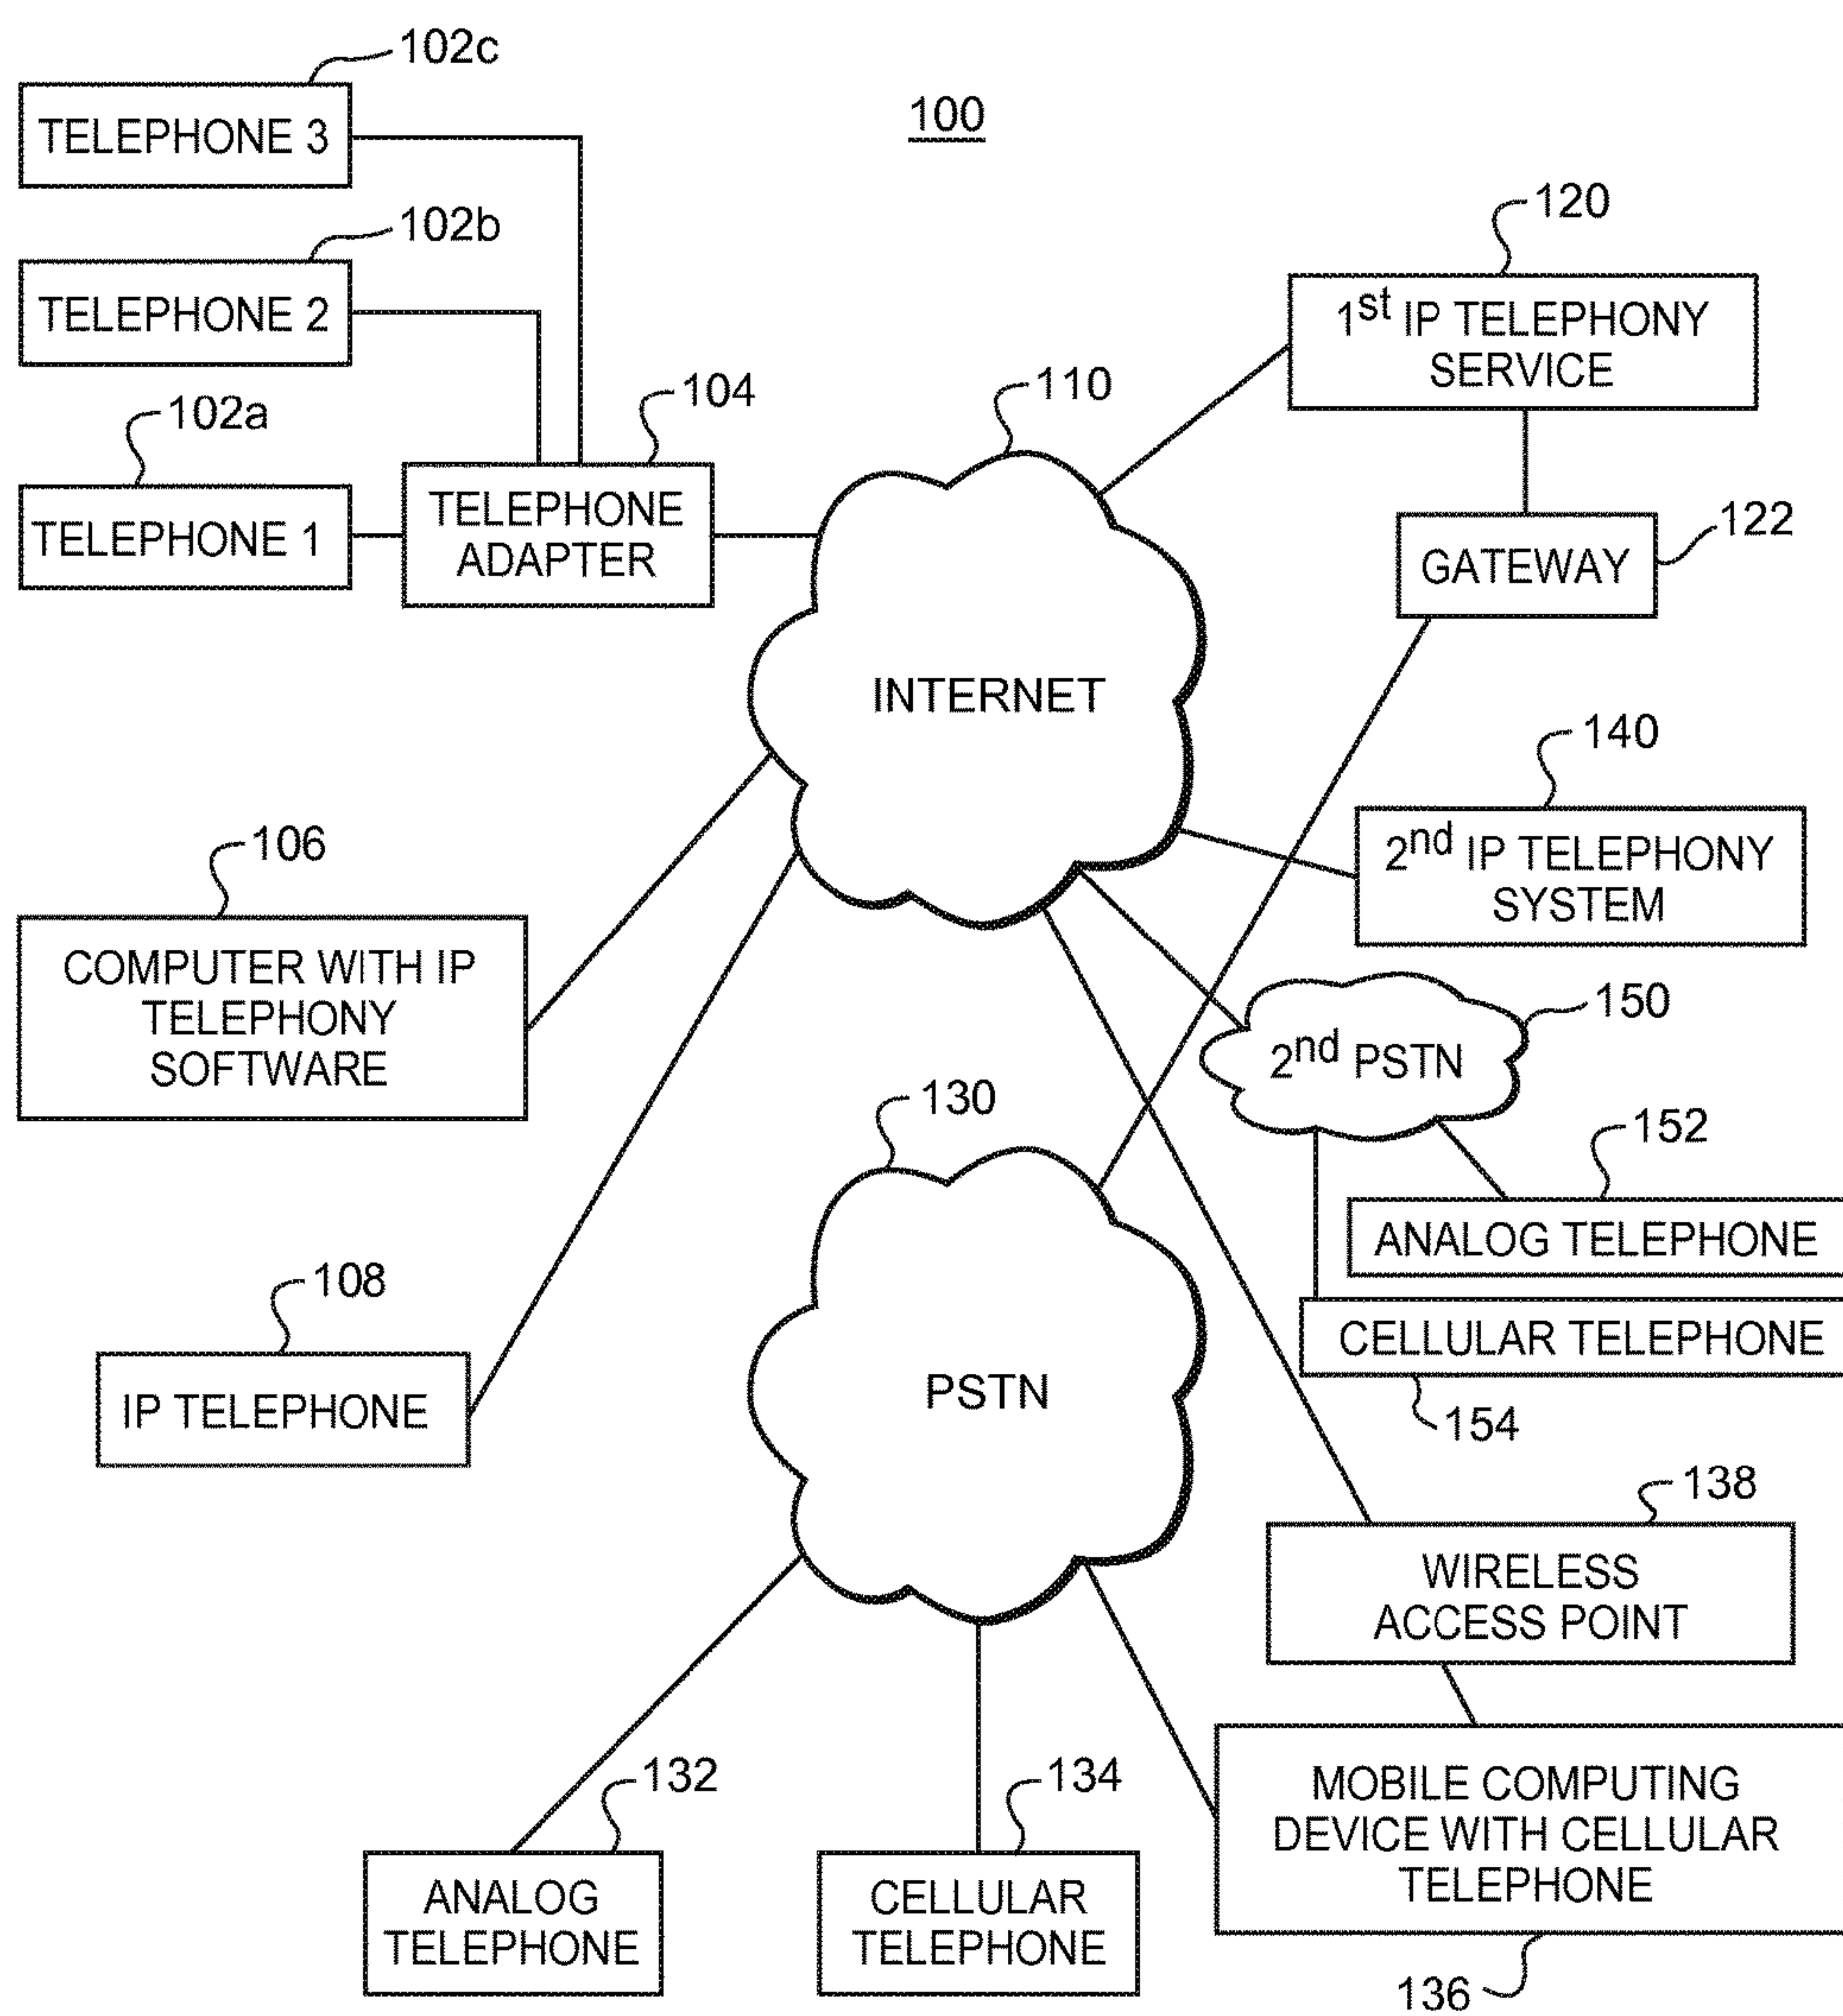 102c
TELEPHONE 3
100
102b
TELEPHONE 2
120
1st IP TELEPHONY
SERVICE
102a
TELEPHONE 1
104
TELEPHONE
ADAPTER
110
INTERNET
122
GATEWAY
140
2nd IP TELEPHONY
SYSTEM
106
COMPUTER WITH IP
TELEPHONY
SOFTWARE
150
2nd PSTN
130
PSTN
152
ANALOG TELEPHONE
CELLULAR TELEPHONE
154
108
IP TELEPHONE
138
WIRELESS
ACCESS POINT
132
ANALOG
TELEPHONE
134
CELLULAR
TELEPHONE
MOBILE COMPUTING
DEVICE WITH CELLULAR
TELEPHONE
136